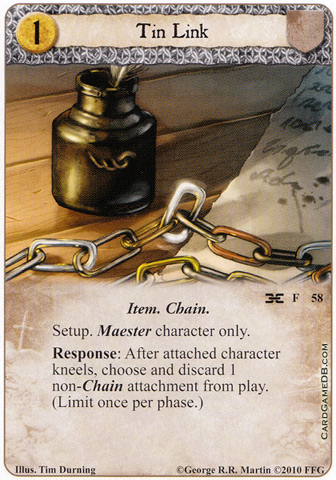 1
Tin Link
Item. Chain.
F 58
Setup. Maester character only.
Response: After attached character
kneels, choose and discard 1
non-Chain attachment from play.
(Limit once per phase.)
CARDGAMEDB.COM
Illus. Tim Durning
©George R.R. Martin ©2010 FFG